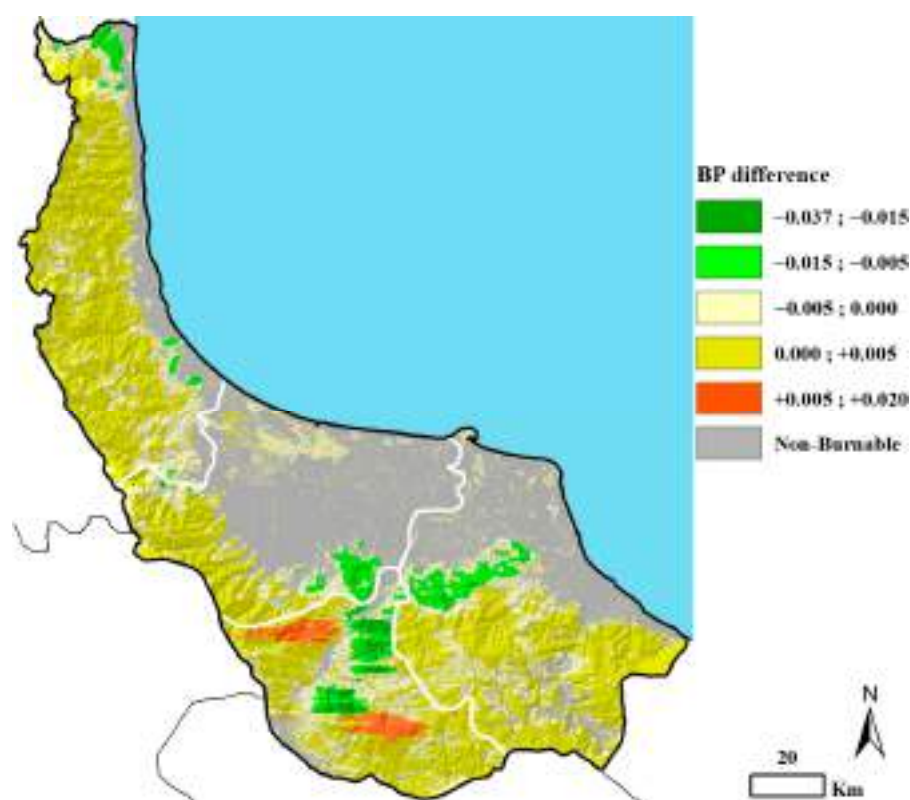 BP difference
−0.037 ; −0.015
−0.015 ; −0.005
−0.005 ; 0.000
0.000 ; +0.005
+0.005 ; +0.020
Non-Burnable
N
20
Km